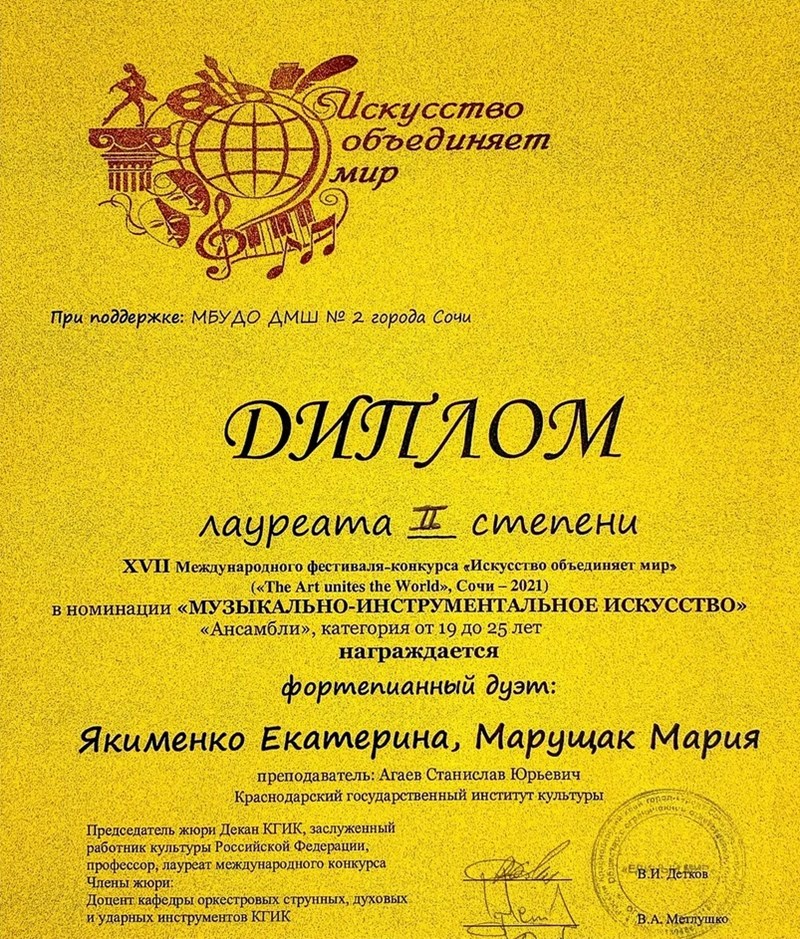 Искусство
объединяет
мир
При поддержке: МБУДО ДМШ № 2 города Сочи
ДИПЛОМ
лауреата II степени
XVII Международного фестиваля-конкурса «Искусство объединяет мир»
(«The Art unites the World», Сочи – 2021)
в номинации «МУЗЫКАЛЬНО-ИНСТРУМЕНТАЛЬНОЕ ИСКУССТВО»
«Ансамбли», категория от 19 до 25 лет
награждается
фортепианный дуэт:
Якименко Екатерина, Марущак Мария
преподаватель: Агаев Станислав Юрьевич
Краснодарский государственный институт культуры
Председатель жюри Декан КГИК, заслуженный
работник культуры Российской Федерации,
профессор, лауреат международного конкурса
В.И. Детков
Члены жюри:
Доцент кафедры оркестровых струнных, духовых
и ударных инструментов КГИК
В.А. Метлушко